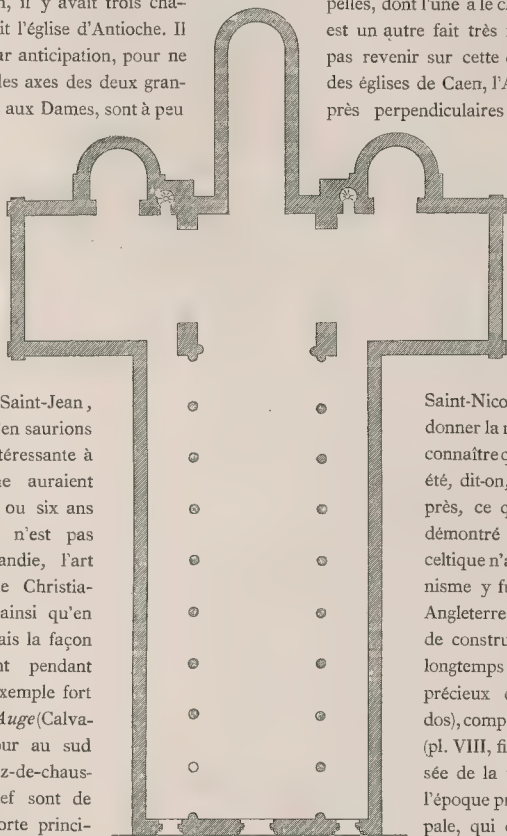 n, il y avait trois cha- pelles, dont l'une a le c
it l'église d'Antioche. Il est un autre fait très
ar anticipation, pour ne pas revenir sur cette
les axes des deux gran- des églises de Caen, l'A
aux Dames, sont à peu près perpendiculaires
Saint-Jean, Saint-Nico
'en saurions donner la
téressante à connaître
ne auraient été, dit-on,
ou six ans près, ce q
n'est pas démontré
andie, l'art celtique n'a
e Christia- nisme y fu
ainsi qu'en Angleterre
ais la façon de constru
nt pendant longtemps
xemple fort précieux
Auge (Calva- dos), comp
ur au sud (pl. VIII, fi
z-de-chaus- sée de la
ef sont de l'époque pr
orte princi- pale, qui